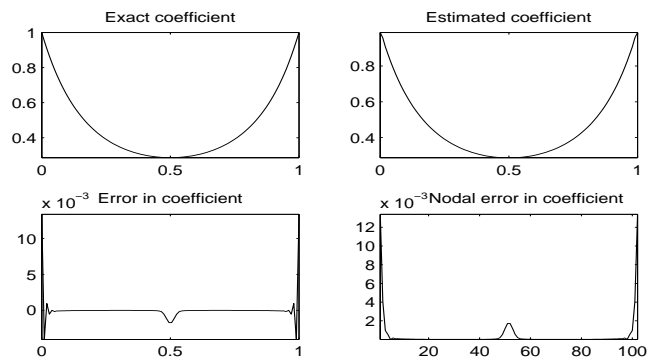 Exact coefficient
1
0.8
0.6
0.4
0 0.5 1
Estimated coefficient
0.8
0.6
0.4
0 0.5 1
x 10⁻³ Error in coefficient
10
5
0
0 0.5 1
x 10⁻³ Nodal error in coefficient
12
10
8
6
4
2
20 40 60 80 100